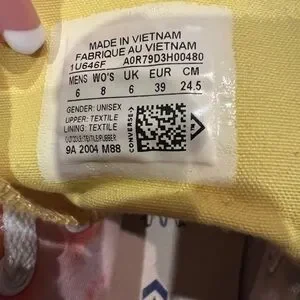 MADE IN VIETNAM
FABRIQUE AU VIETNAM
1U646F A0R79D3H00480
MENS WO'S UK EUR CM
6 8 6 39 24.5
GENDER: UNISEX
UPPER: TEXTILE
LINING: TEXTILE
9A 2004 M88
CONVERSE